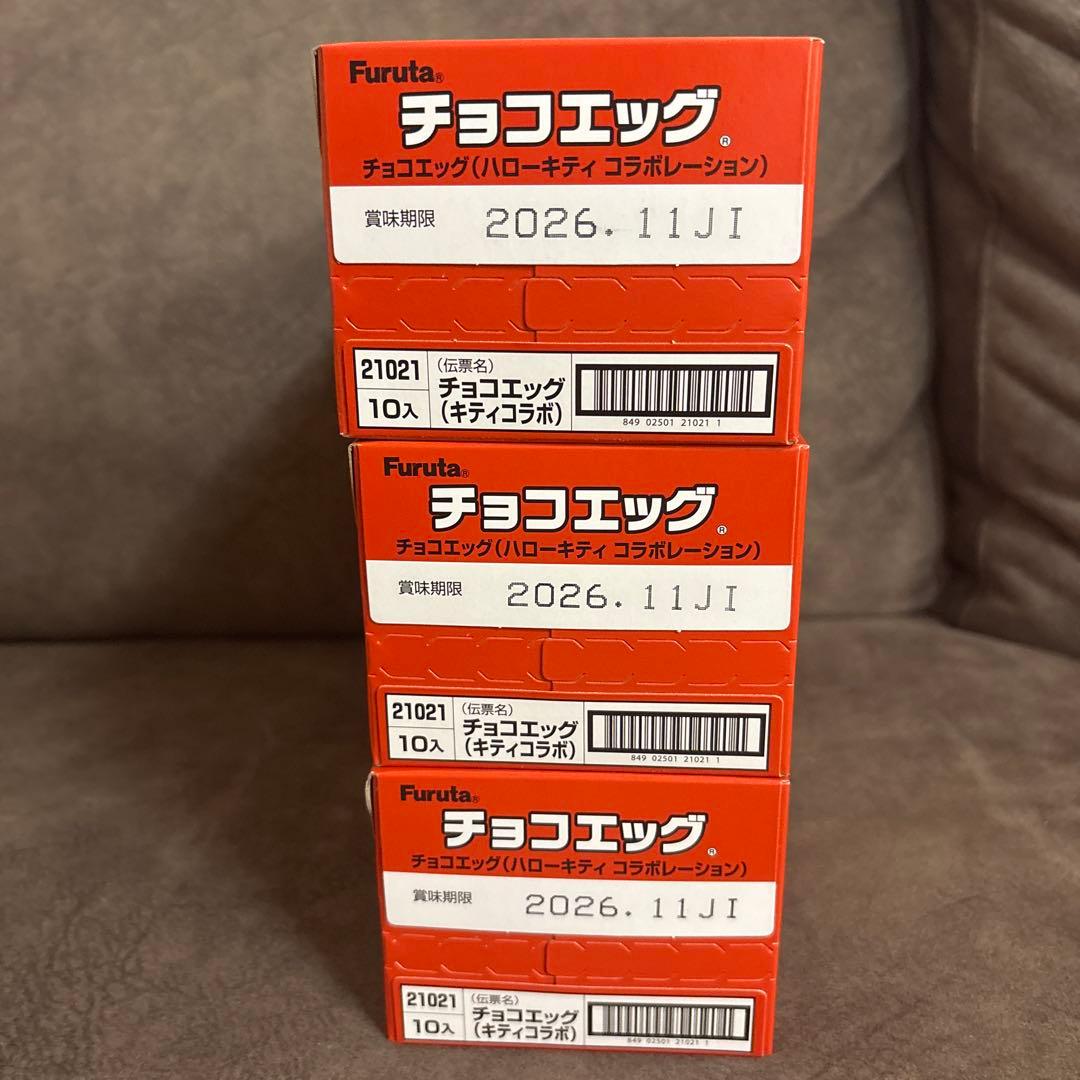 Furuta®
チョコエッグ®
チョコエッグ(ハローキティ コラボレーション)
賞味期限 2026. 11JI
21021
10入
(伝票名)
チョコエッグ
(キティコラボ)
849 02501 21021 1
Furuta®
チョコエッグ®
チョコエッグ(ハローキティ コラボレーション)
賞味期限 2026. 11JI
21021
10入
(伝票名)
チョコエッグ
(キティコラボ)
849 02501 21021 1
Furuta®
チョコエッグ®
チョコエッグ(ハローキティ コラボレーション)
賞味期限 2026. 11JI
21021
10入
(伝票名)
チョコエッグ
(キティコラボ)
849 02501 21021 1